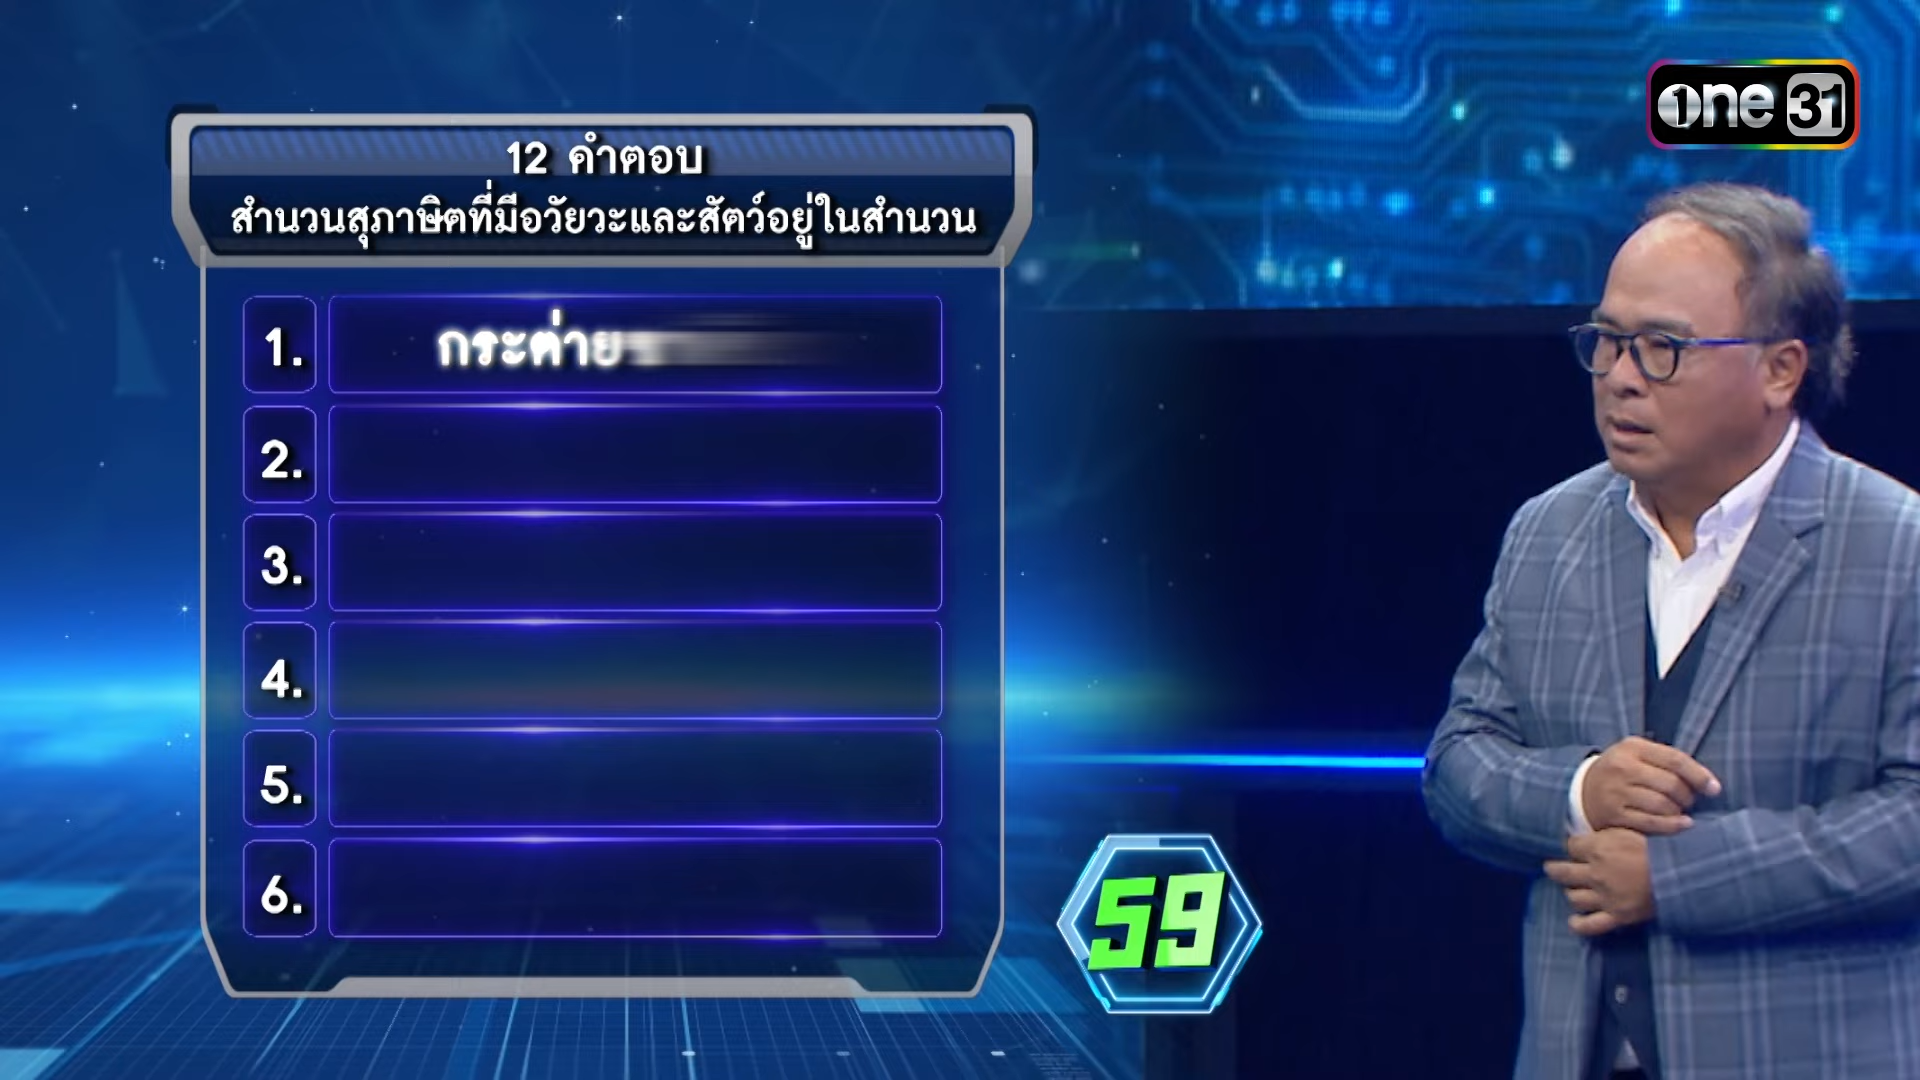 one 31
12 คำตอบ
สำนวนสุภาษิตที่มีอวัยวะและสัตว์อยู่ในสำนวน
1. กระต่าย
2.
3.
4.
5.
6.
59